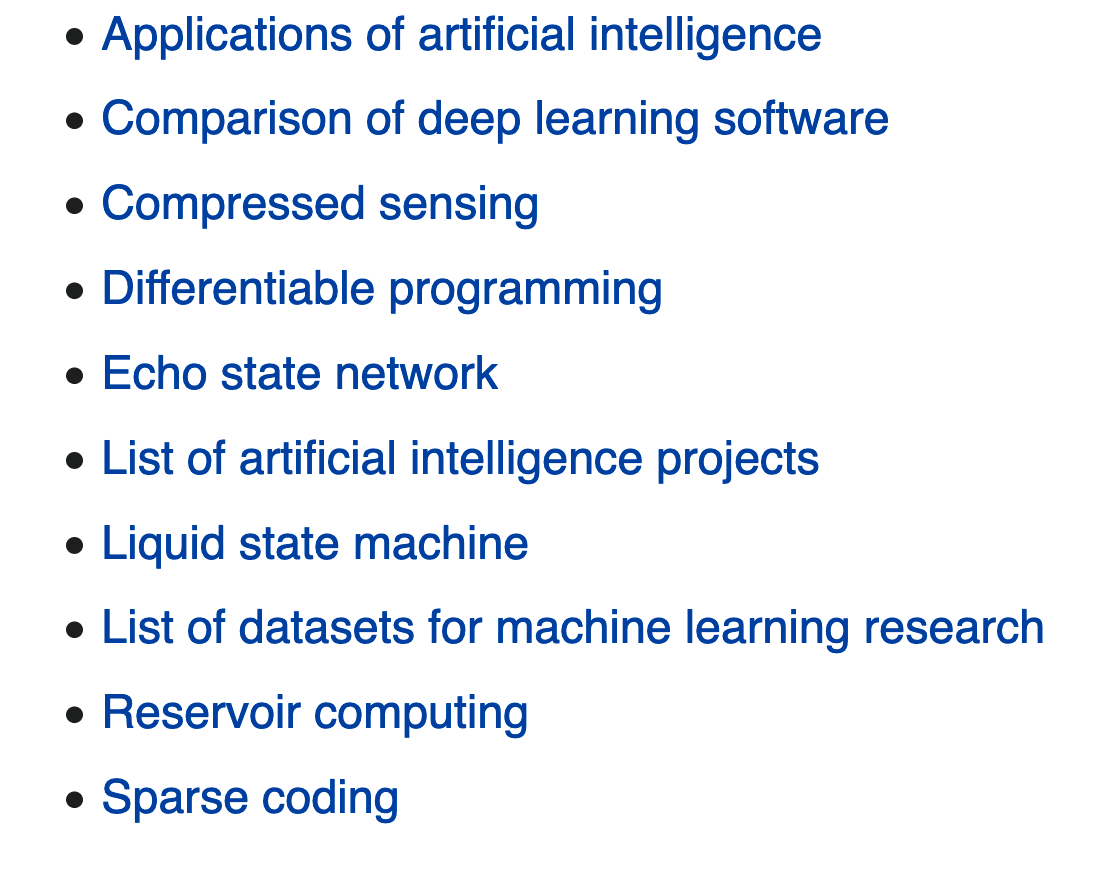 • Applications of artificial intelligence
• Comparison of deep learning software
• Compressed sensing
• Differentiable programming
• Echo state network
• List of artificial intelligence projects
• Liquid state machine
• List of datasets for machine learning research
• Reservoir computing
• Sparse coding